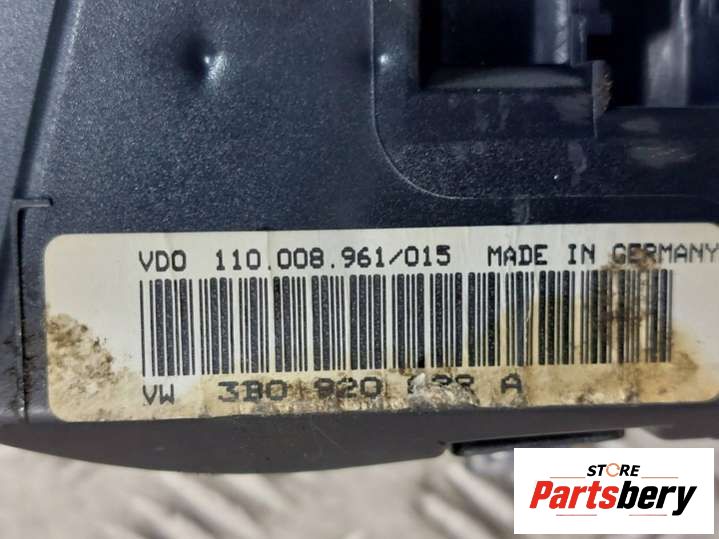 VDO 110.008.961/015 MADE IN GERMANY
VW 3B0 920 A
STORE
Partsbery